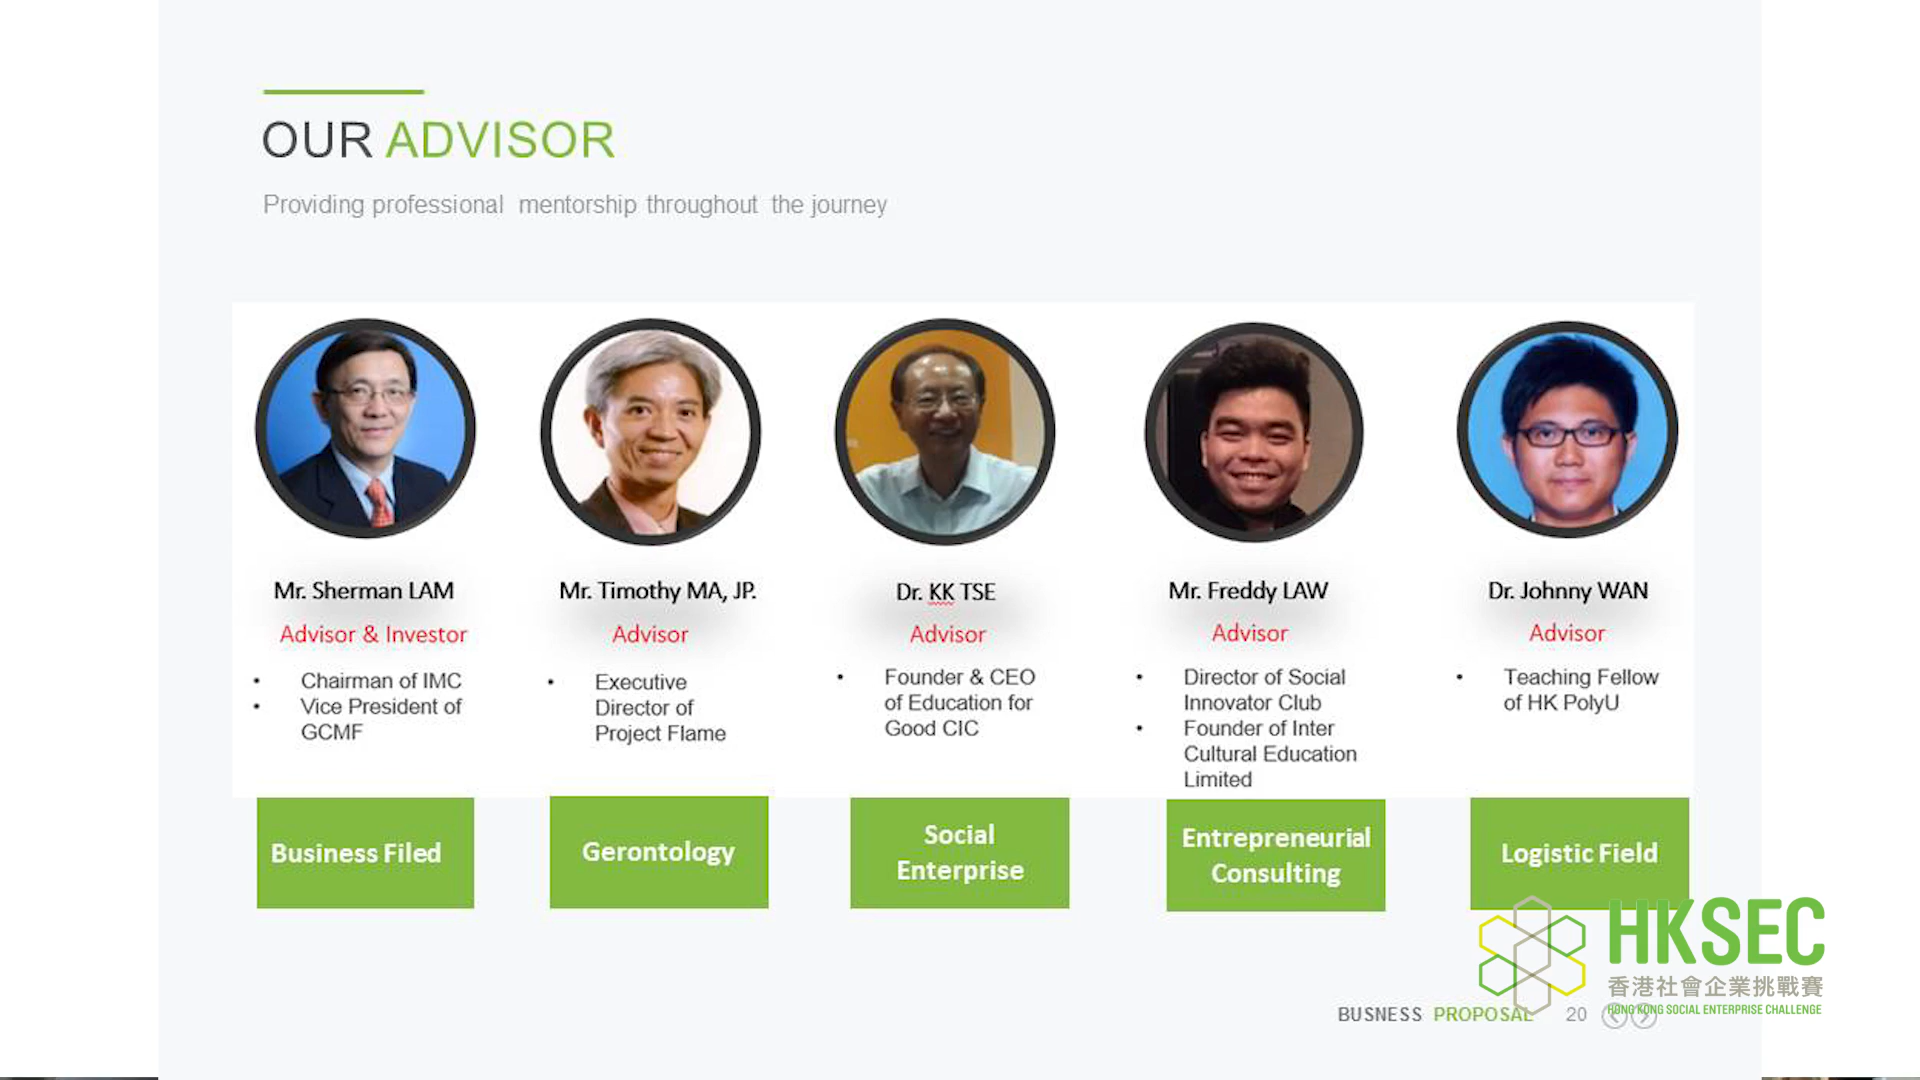 OUR ADVISOR
Providing professional mentorship throughout the journey
Mr. Sherman LAM
Advisor & Investor
• Chairman of IMC
• Vice President of
GCMF
Business Filed
Mr. Timothy MA, JP.
Advisor
• Executive
Director of
Project Flame
Gerontology
Dr. KK TSE
Advisor
• Founder & CEO
of Education for
Good CIC
Social
Enterprise
Mr. Freddy LAW
Advisor
• Director of Social
Innovator Club
• Founder of Inter
Cultural Education
Limited
Entrepreneurial
Consulting
Dr. Johnny WAN
Advisor
• Teaching Fellow
of HK PolyU
Logistic Field
HKSEC
香港社會企業挑戰賽
HONG KONG SOCIAL ENTERPRISE CHALLENGE
BUSNESS PROPOSAL 20